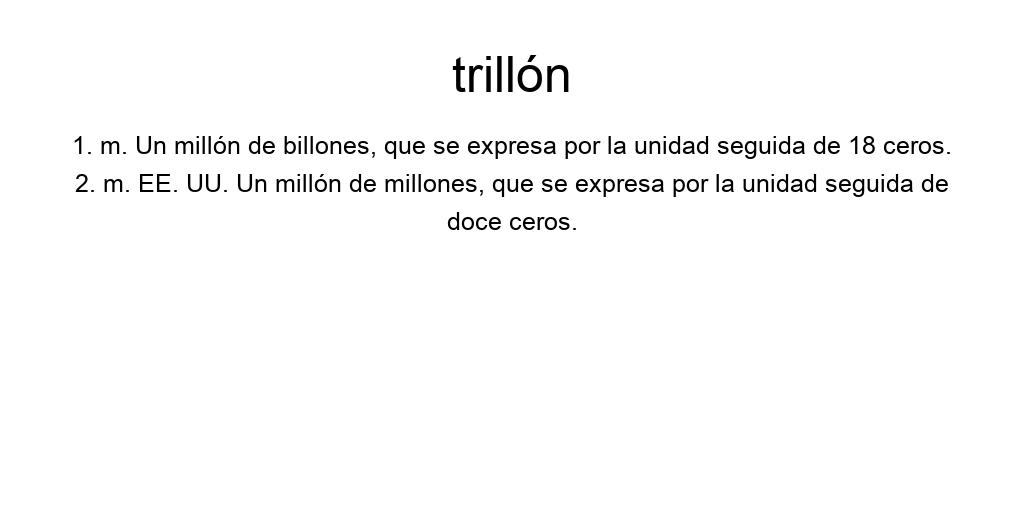 trillón
1. m. Un millón de billones, que se expresa por la unidad seguida de 18 ceros.
2. m. EE. UU. Un millón de millones, que se expresa por la unidad seguida de
doce ceros.